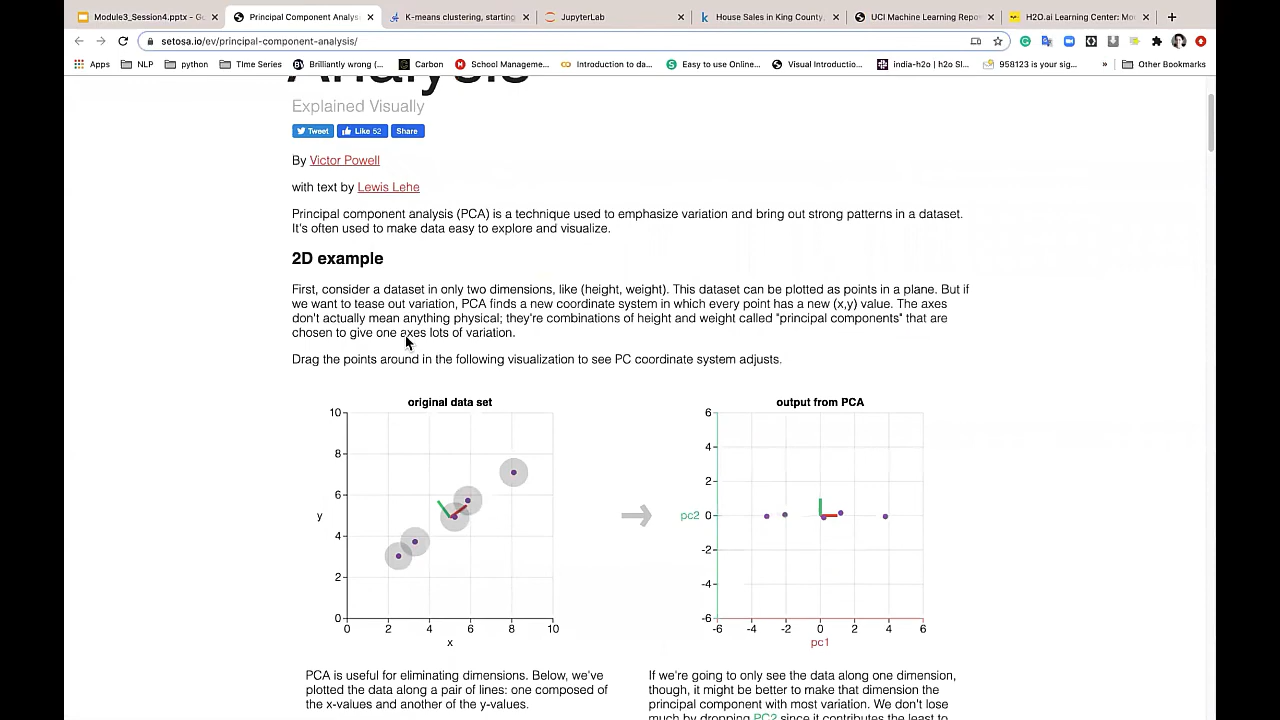 Module3_Session4.pptx - Go
Principal Component Analys
K-means clustering, starting
JupyterLab
House Sales in King County,
UCI Machine Learning Repo
H2O.ai Learning Center: Mo
setosa.io/ev/principal-component-analysis/
Apps
NLP
python
TIme Series
Brilliantly wrong (...
Carbon
School Manageme...
Introduction to da...
Easy to use Online...
Visual Introductio...
india-h2o | h2o Sl...
958123 is your sig...
»
Other Bookmarks
Analysis
Explained Visually
Tweet
Like 52
Share
By Victor Powell
with text by Lewis Lehe
Principal component analysis (PCA) is a technique used to emphasize variation and bring out strong patterns in a dataset.
It's often used to make data easy to explore and visualize.
2D example
First, consider a dataset in only two dimensions, like (height, weight). This dataset can be plotted as points in a plane. But if
we want to tease out variation, PCA finds a new coordinate system in which every point has a new (x,y) value. The axes
don't actually mean anything physical; they're combinations of height and weight called "principal components" that are
chosen to give one axes lots of variation.
Drag the points around in the following visualization to see PC coordinate system adjusts.
original data set
10
8
6
4
2
0
y
0 2 4 6 8 10
x
output from PCA
6
4
2
0
-2
-4
-6
pc2
-6 -4 -2 0 2 4 6
pc1
PCA is useful for eliminating dimensions. Below, we've
plotted the data along a pair of lines: one composed of
the x-values and another of the y-values.
If we're going to only see the data along one dimension,
though, it might be better to make that dimension the
principal component with most variation. We don't lose
much by dropping PC2 since it contributes the least to